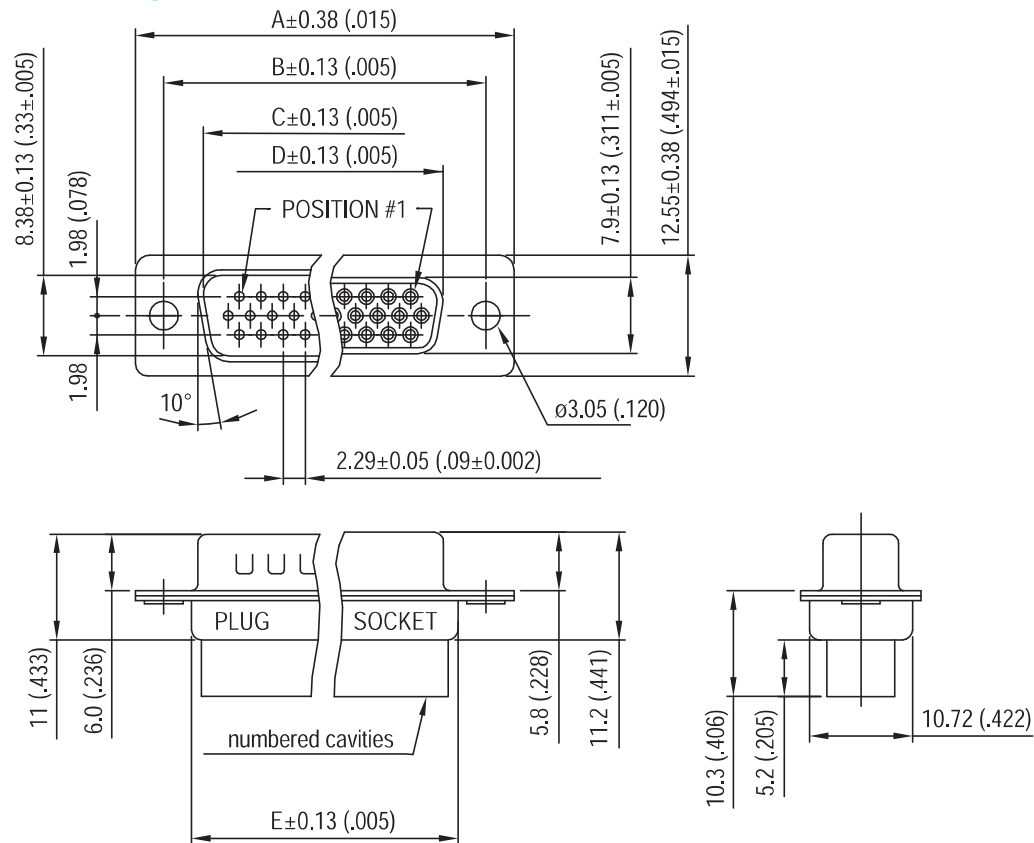 A±0.38 (.015)
B±0.13 (.005)
C±0.13 (.005)
D±0.13 (.005)
POSITION #1
8.38±0.13 (.33±.005)
1.98 (.078)
1.98
7.9±0.13 (.311±.005)
12.55±0.38 (.494±.015)
10°
ø3.05 (.120)
2.29±0.05 (.09±0.002)
PLUG
SOCKET
11 (.433)
6.0 (.236)
5.8 (.228)
11.2 (.441)
numbered cavities
E±0.13 (.005)
10.3 (.406)
5.2 (.205)
10.72 (.422)